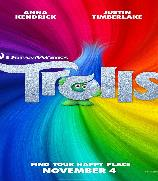 ANNA JUSTIN
KENDRICK TIMBERLAKE
DREAMWORKS
Trolls
FIND YOUR HAPPY PLACE
NOVEMBER 4